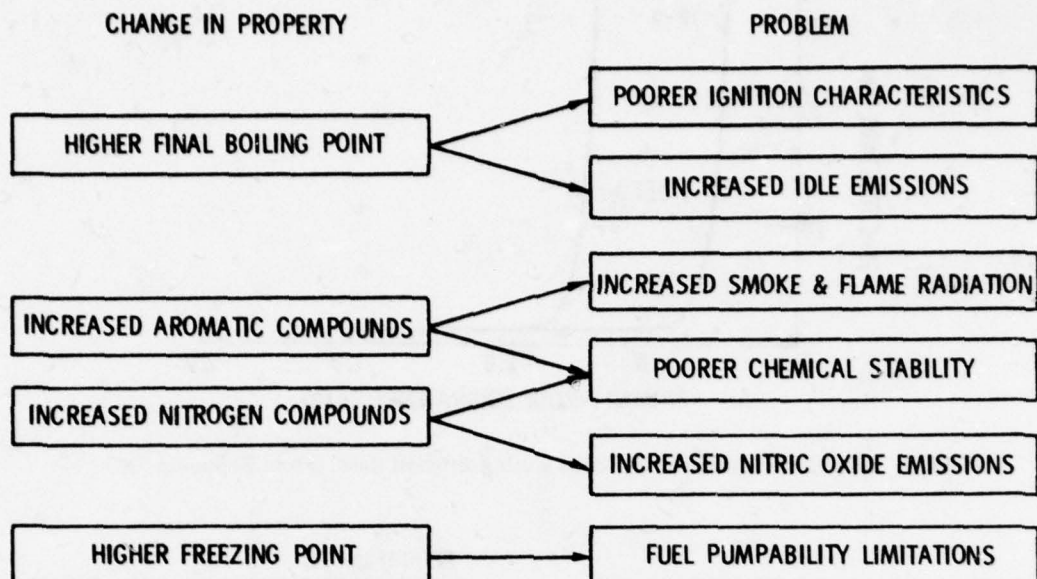 CHANGE IN PROPERTY
PROBLEM
HIGHER FINAL BOILING POINT
POORER IGNITION CHARACTERISTICS
INCREASED IDLE EMISSIONS
INCREASED AROMATIC COMPOUNDS
INCREASED SMOKE & FLAME RADIATION
POORER CHEMICAL STABILITY
INCREASED NITROGEN COMPOUNDS
INCREASED NITRIC OXIDE EMISSIONS
HIGHER FREEZING POINT
FUEL PUMPABILITY LIMITATIONS